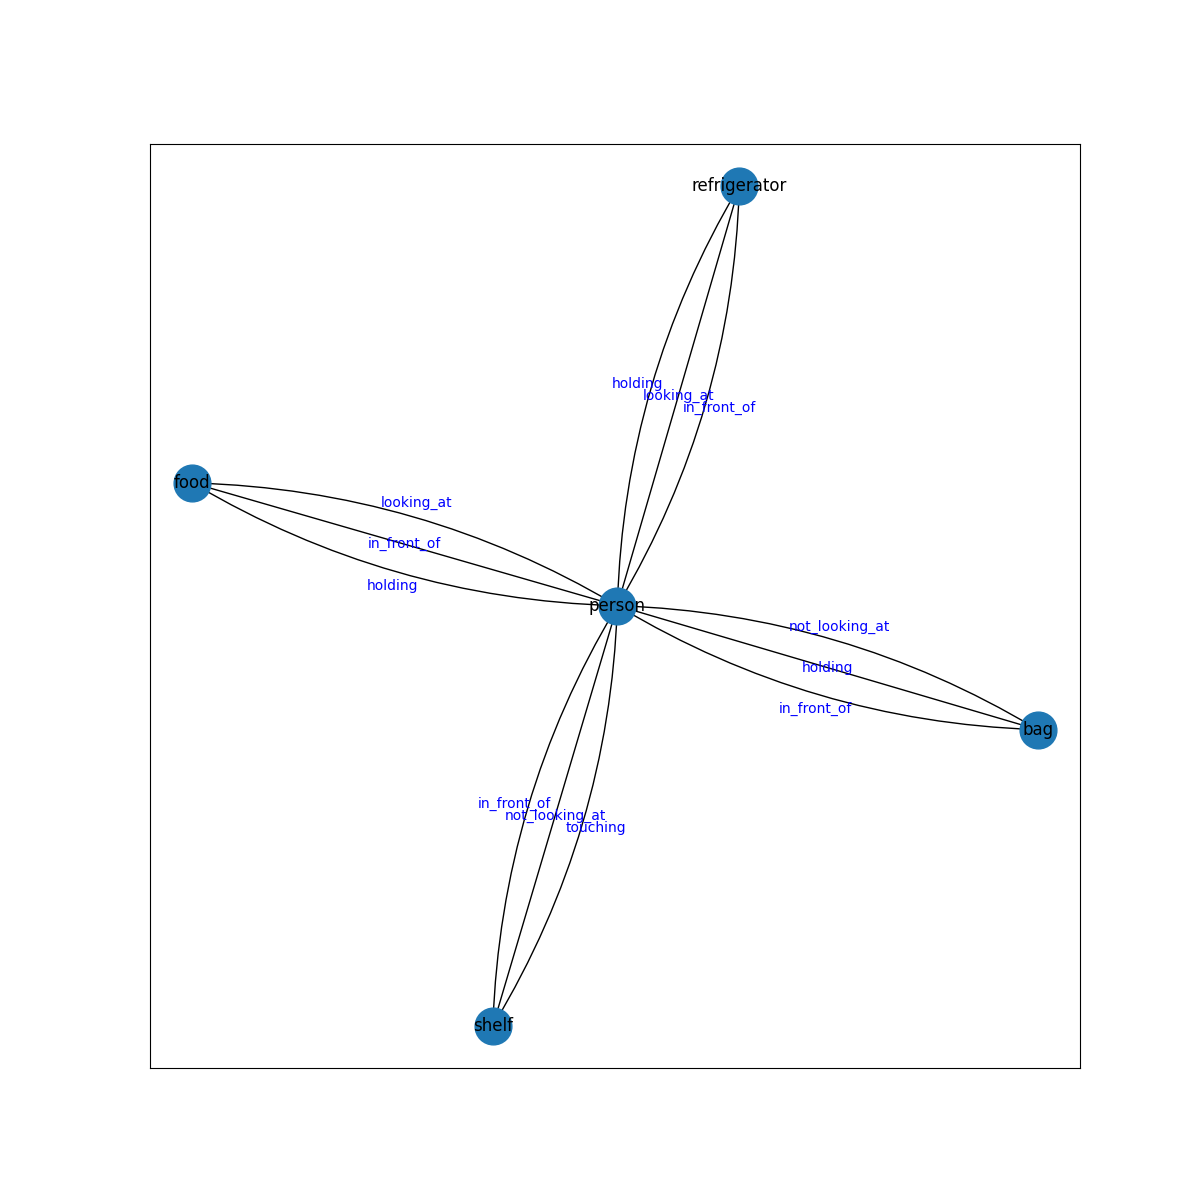 refrigerator
holding
looking_at
in_front_of
food
looking_at
in_front_of
holding
person
not_looking_at
holding
in_front_of
bag
in_front_of
not_looking_at
touching
shelf